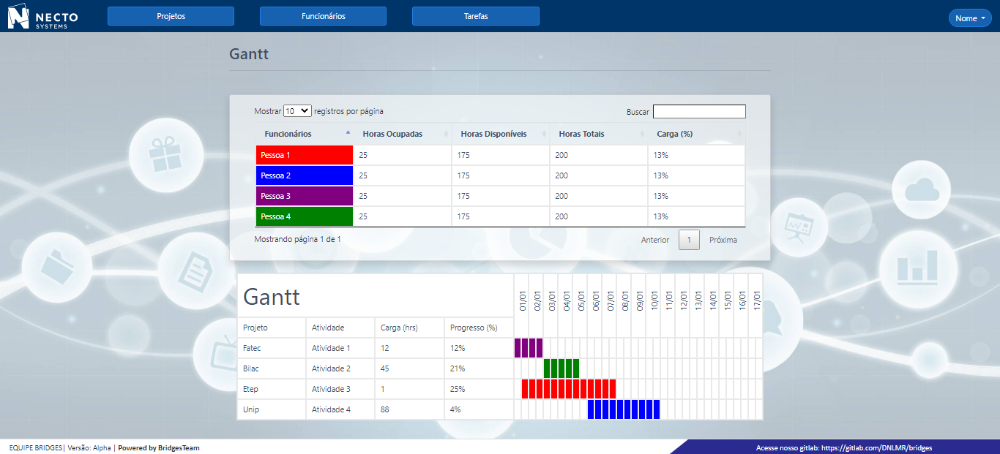 NECTO
SYSTEMS
Projetos
Funcionários
Tarefas
Nome
Gantt
Mostrar 10 registros por página
Buscar
Funcionários Horas Ocupadas Horas Disponíveis Horas Totais Carga (%)
Pessoa 1 25 175 200 13%
Pessoa 2 25 175 200 13%
Pessoa 3 25 175 200 13%
Pessoa 4 25 175 200 13%
Mostrando página 1 de 1
Anterior 1 Próxima
Gantt
01/01 02/01 03/01 04/01 05/01 06/01 07/01 08/01 09/01 10/01 11/01 12/01 13/01 14/01 15/01 16/01 17/01
Projeto Atividade Carga (hrs) Progresso (%)
Fatec Atividade 1 12 12%
Bilac Atividade 2 45 21%
Etep Atividade 3 1 25%
Unip Atividade 4 88 4%
EQUIPE BRIDGES| Versão: Alpha | Powered by BridgesTeam
Acesse nosso gitlab: https://gitlab.com/DNLMR/bridges